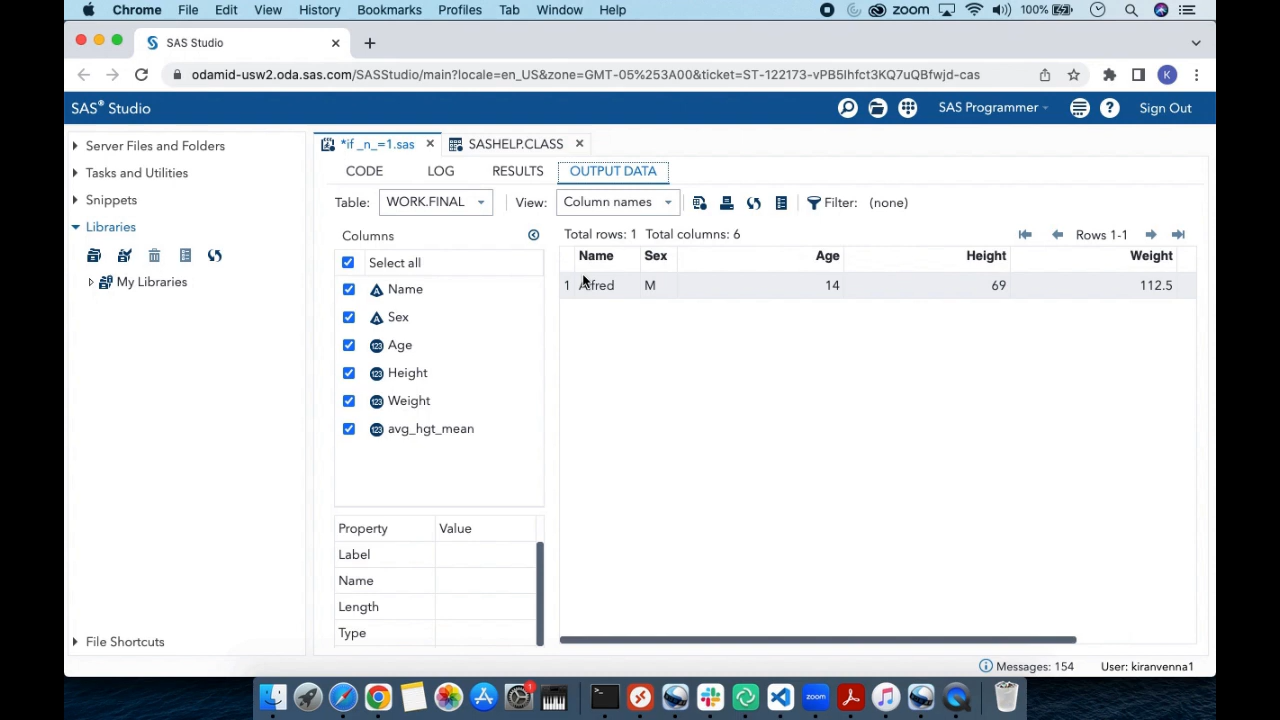 Chrome File Edit View History Bookmarks Profiles Tab Window Help zoom 100%
SAS Studio
odamid-usw2.oda.sas.com/SASStudio/main?locale=en_US&zone=GMT-05%253A00&ticket=ST-122173-vPB5lhfct3KQ7uQBfwjd-cas K
SAS® Studio SAS Programmer Sign Out
Server Files and Folders
Tasks and Utilities
Snippets
Libraries
My Libraries
File Shortcuts
*if _n_=1.sas SASHELP.CLASS
CODE LOG RESULTS OUTPUT DATA
Table: WORK.FINAL View: Column names Filter: (none)
Columns
Select all
Name
Sex
Age
Height
Weight
avg_hgt_mean
Property Value
Label
Name
Length
Type
Total rows: 1 Total columns: 6 Rows 1-1
Name Sex Age Height Weight
1 Alfred M 14 69 112.5
Messages: 154 User: kiranvenna1
1 zoom